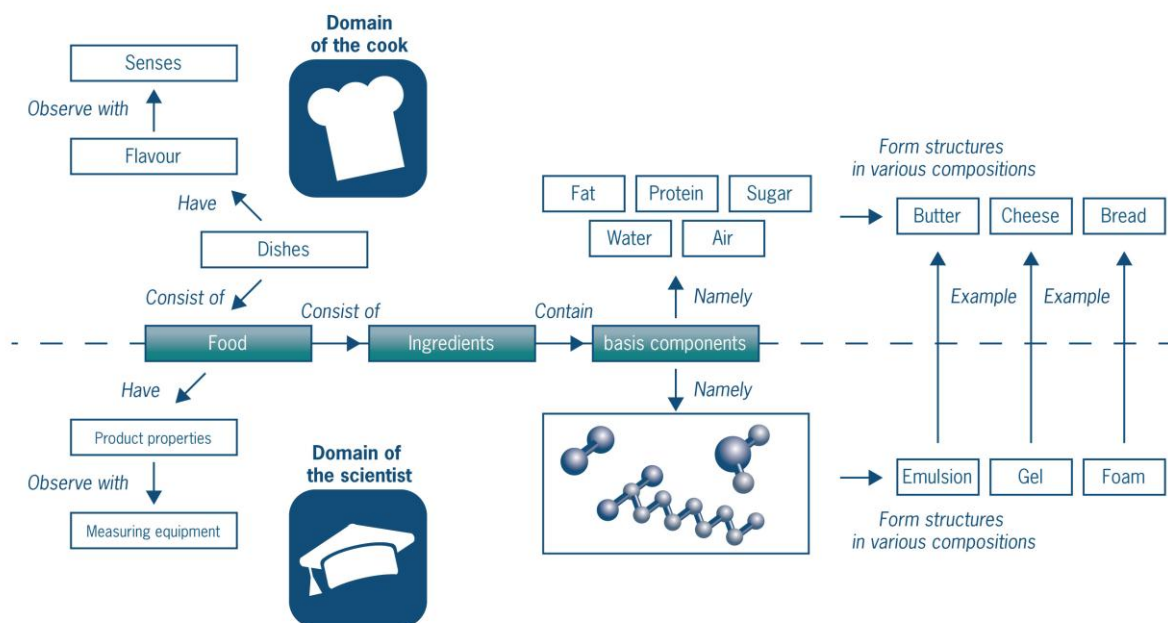 Domain
of the cook
Senses
Observe with
Flavour
Have
Dishes
Consist of
Form structures
in various compositions
Fat
Protein
Sugar
Water
Air
Butter
Cheese
Bread
Namely
Example
Example
Consist of
Contain
Food
Ingredients
basis components
Have
Namely
Product properties
Observe with
Measuring equipment
Domain of
the scientist
Emulsion
Gel
Foam
Form structures
in various compositions